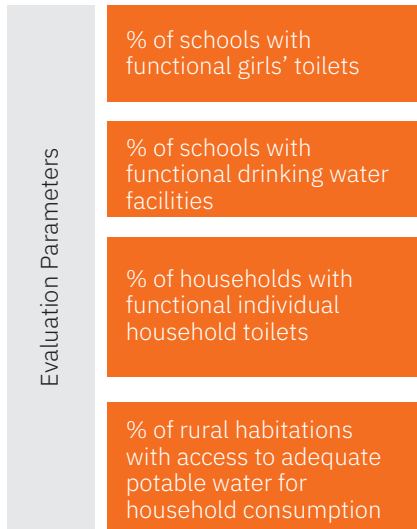 Evaluation Parameters
% of schools with
functional girls’ toilets
% of schools with
functional drinking water
facilities
% of households with
functional individual
household toilets
% of rural habitations
with access to adequate
potable water for
household consumption